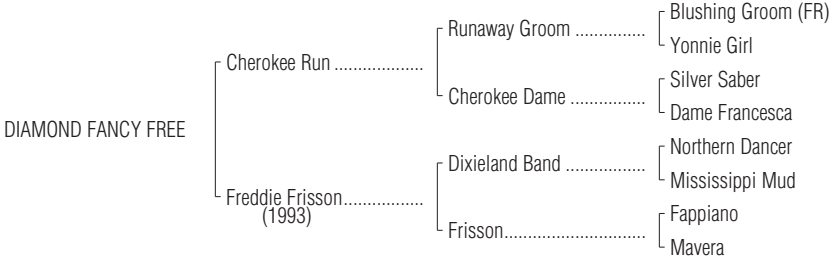 Blushing Groom (FR)
Runaway Groom ...............
Yonnie Girl
Cherokee Run ...................
Silver Saber
Cherokee Dame ................
Dame Francesca
DIAMOND FANCY FREE
Northern Dancer
Dixieland Band .................
Mississippi Mud
Freddie Frisson.................
(1993)
Fappiano
Frisson..............................
Mavera